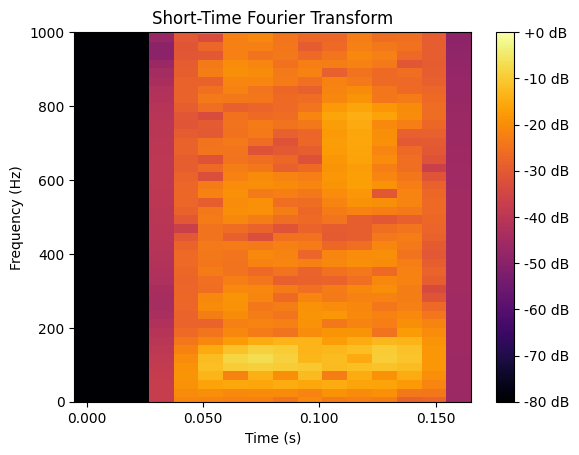 Short-Time Fourier Transform
1000
800
600
400
200
0
Frequency (Hz)
0.000
0.050
0.100
0.150
Time (s)
+0 dB
-10 dB
-20 dB
-30 dB
-40 dB
-50 dB
-60 dB
-70 dB
-80 dB